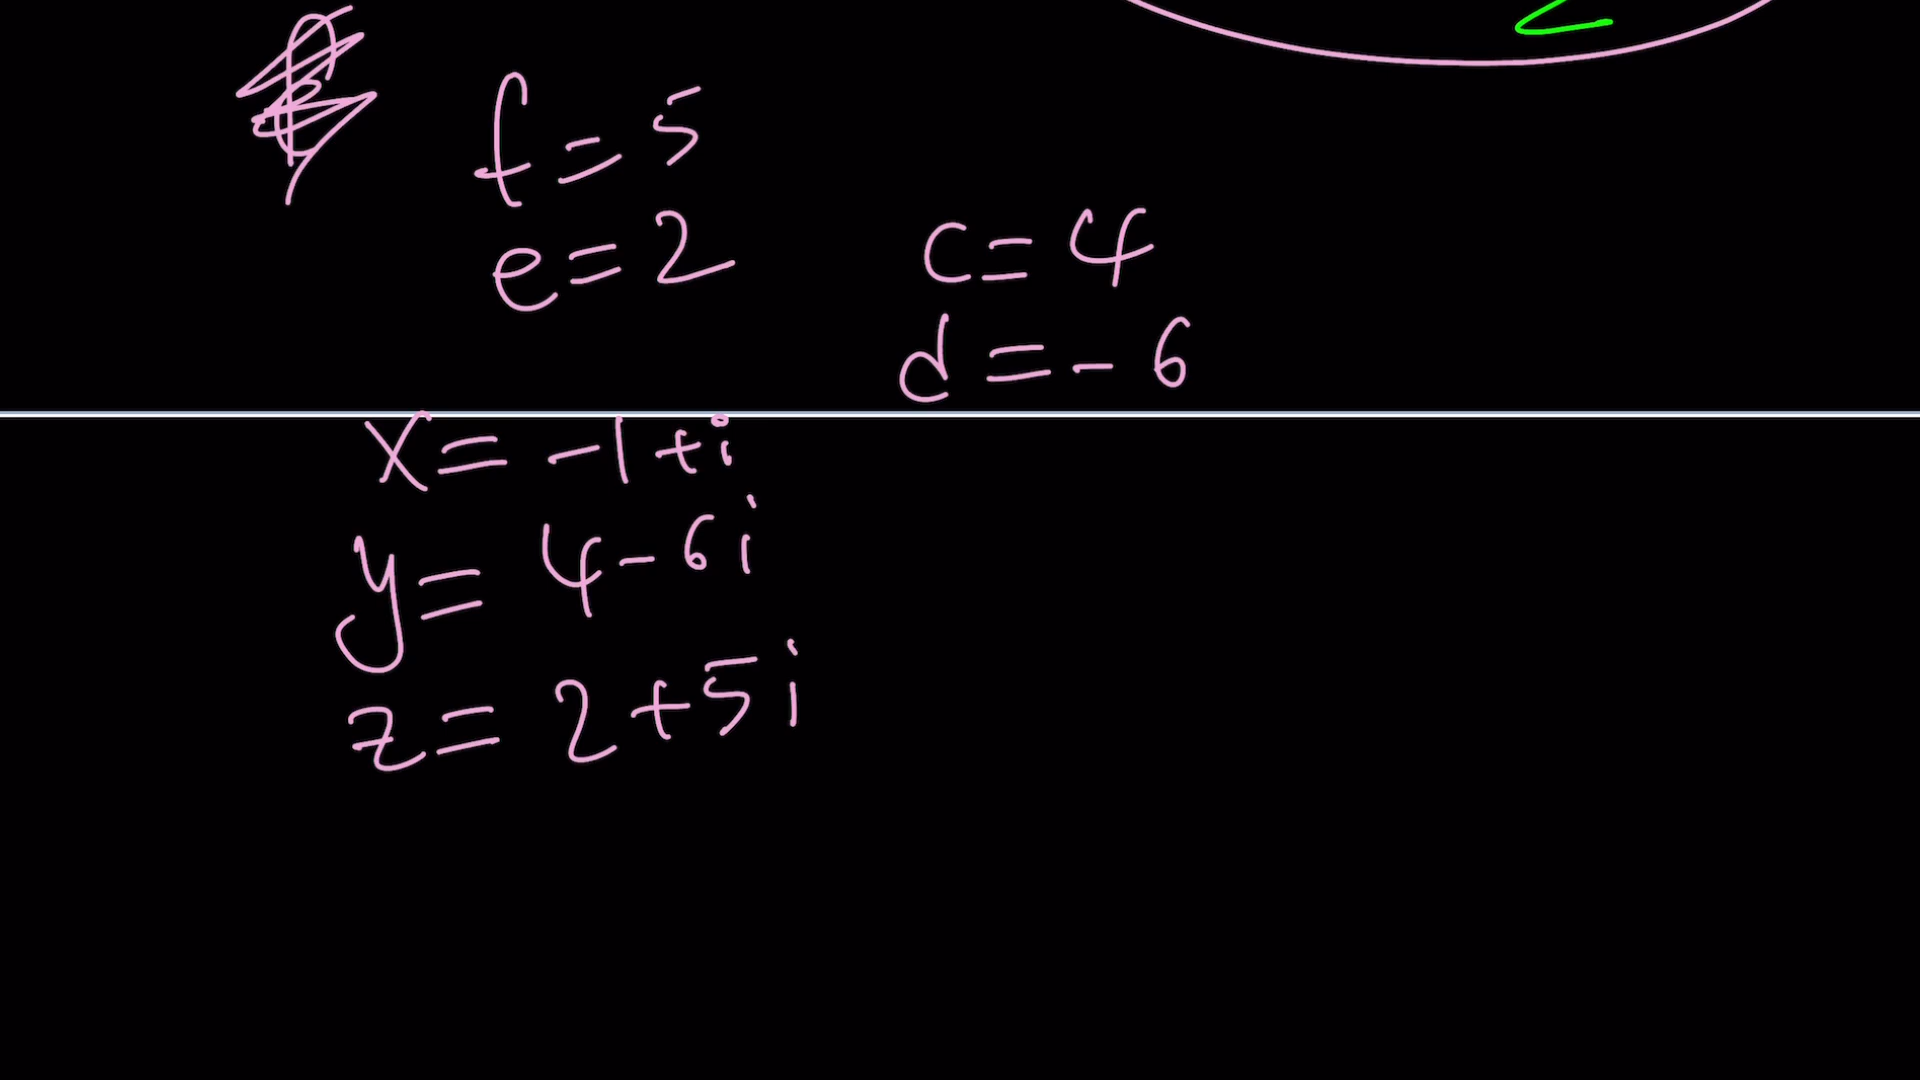 f = 5
e = 2
c = 4
d = - 6
x = -1 + i
y = 4 - 6i
z = 2 + 5i